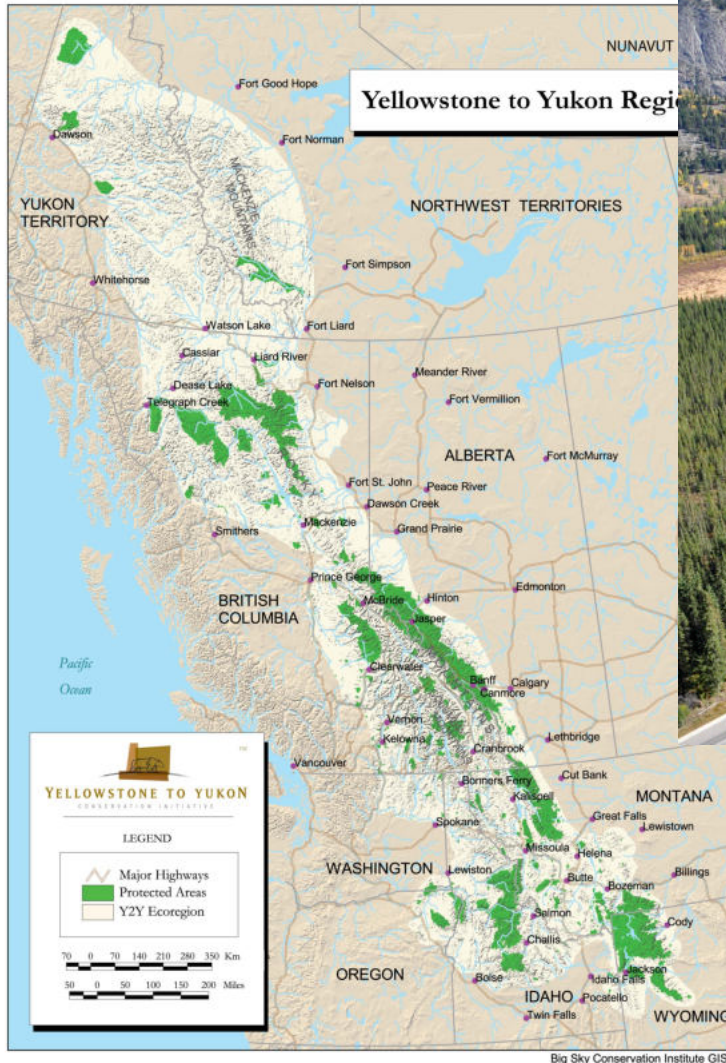 NUNAVUT
Fort Good Hope
Yellowstone to Yukon Regi
Fort Norman
Dawson
MACKENZIE
MOUNTAINS
YUKON
TERRITORY
NORTHWEST TERRITORIES
Fort Simpson
Whitehorse
Watson Lake
Fort Liard
Cassiar
Liard River
Dease Lake
Fort Nelson
Meander River
Telegraph Creek
Fort Vermillion
ALBERTA
Fort McMurray
Fort St. John
Peace River
Dawson Creek
Mackenzie
Grand Prairie
Smithers
Prince George
Edmonton
BRITISH
COLUMBIA
McBride
Hinton
Jasper
Pacific
Ocean
Clearwater
Banff
Calgary
Canmore
Vernon
Kelowna
Cranbrook
Lethbridge
Vancouver
Bonners Ferry
Cut Bank
Kalispell
MONTANA
Great Falls
Lewistown
Spokane
Missoula
Helena
WASHINGTON
Lewiston
Butte
Billings
Bozeman
Salmon
Cody
Challis
OREGON
Boise
Jackson
Idaho Falls
IDAHO
Pocatello
WYOMING
Twin Falls
TM
YELLOWSTONE TO YUKON
CONSERVATION INITIATIVE
LEGEND
Major Highways
Protected Areas
Y2Y Ecoregion
70 0 70 140 210 280 350 Km
50 0 50 100 150 200 Miles
Big Sky Conservation Institute GIS